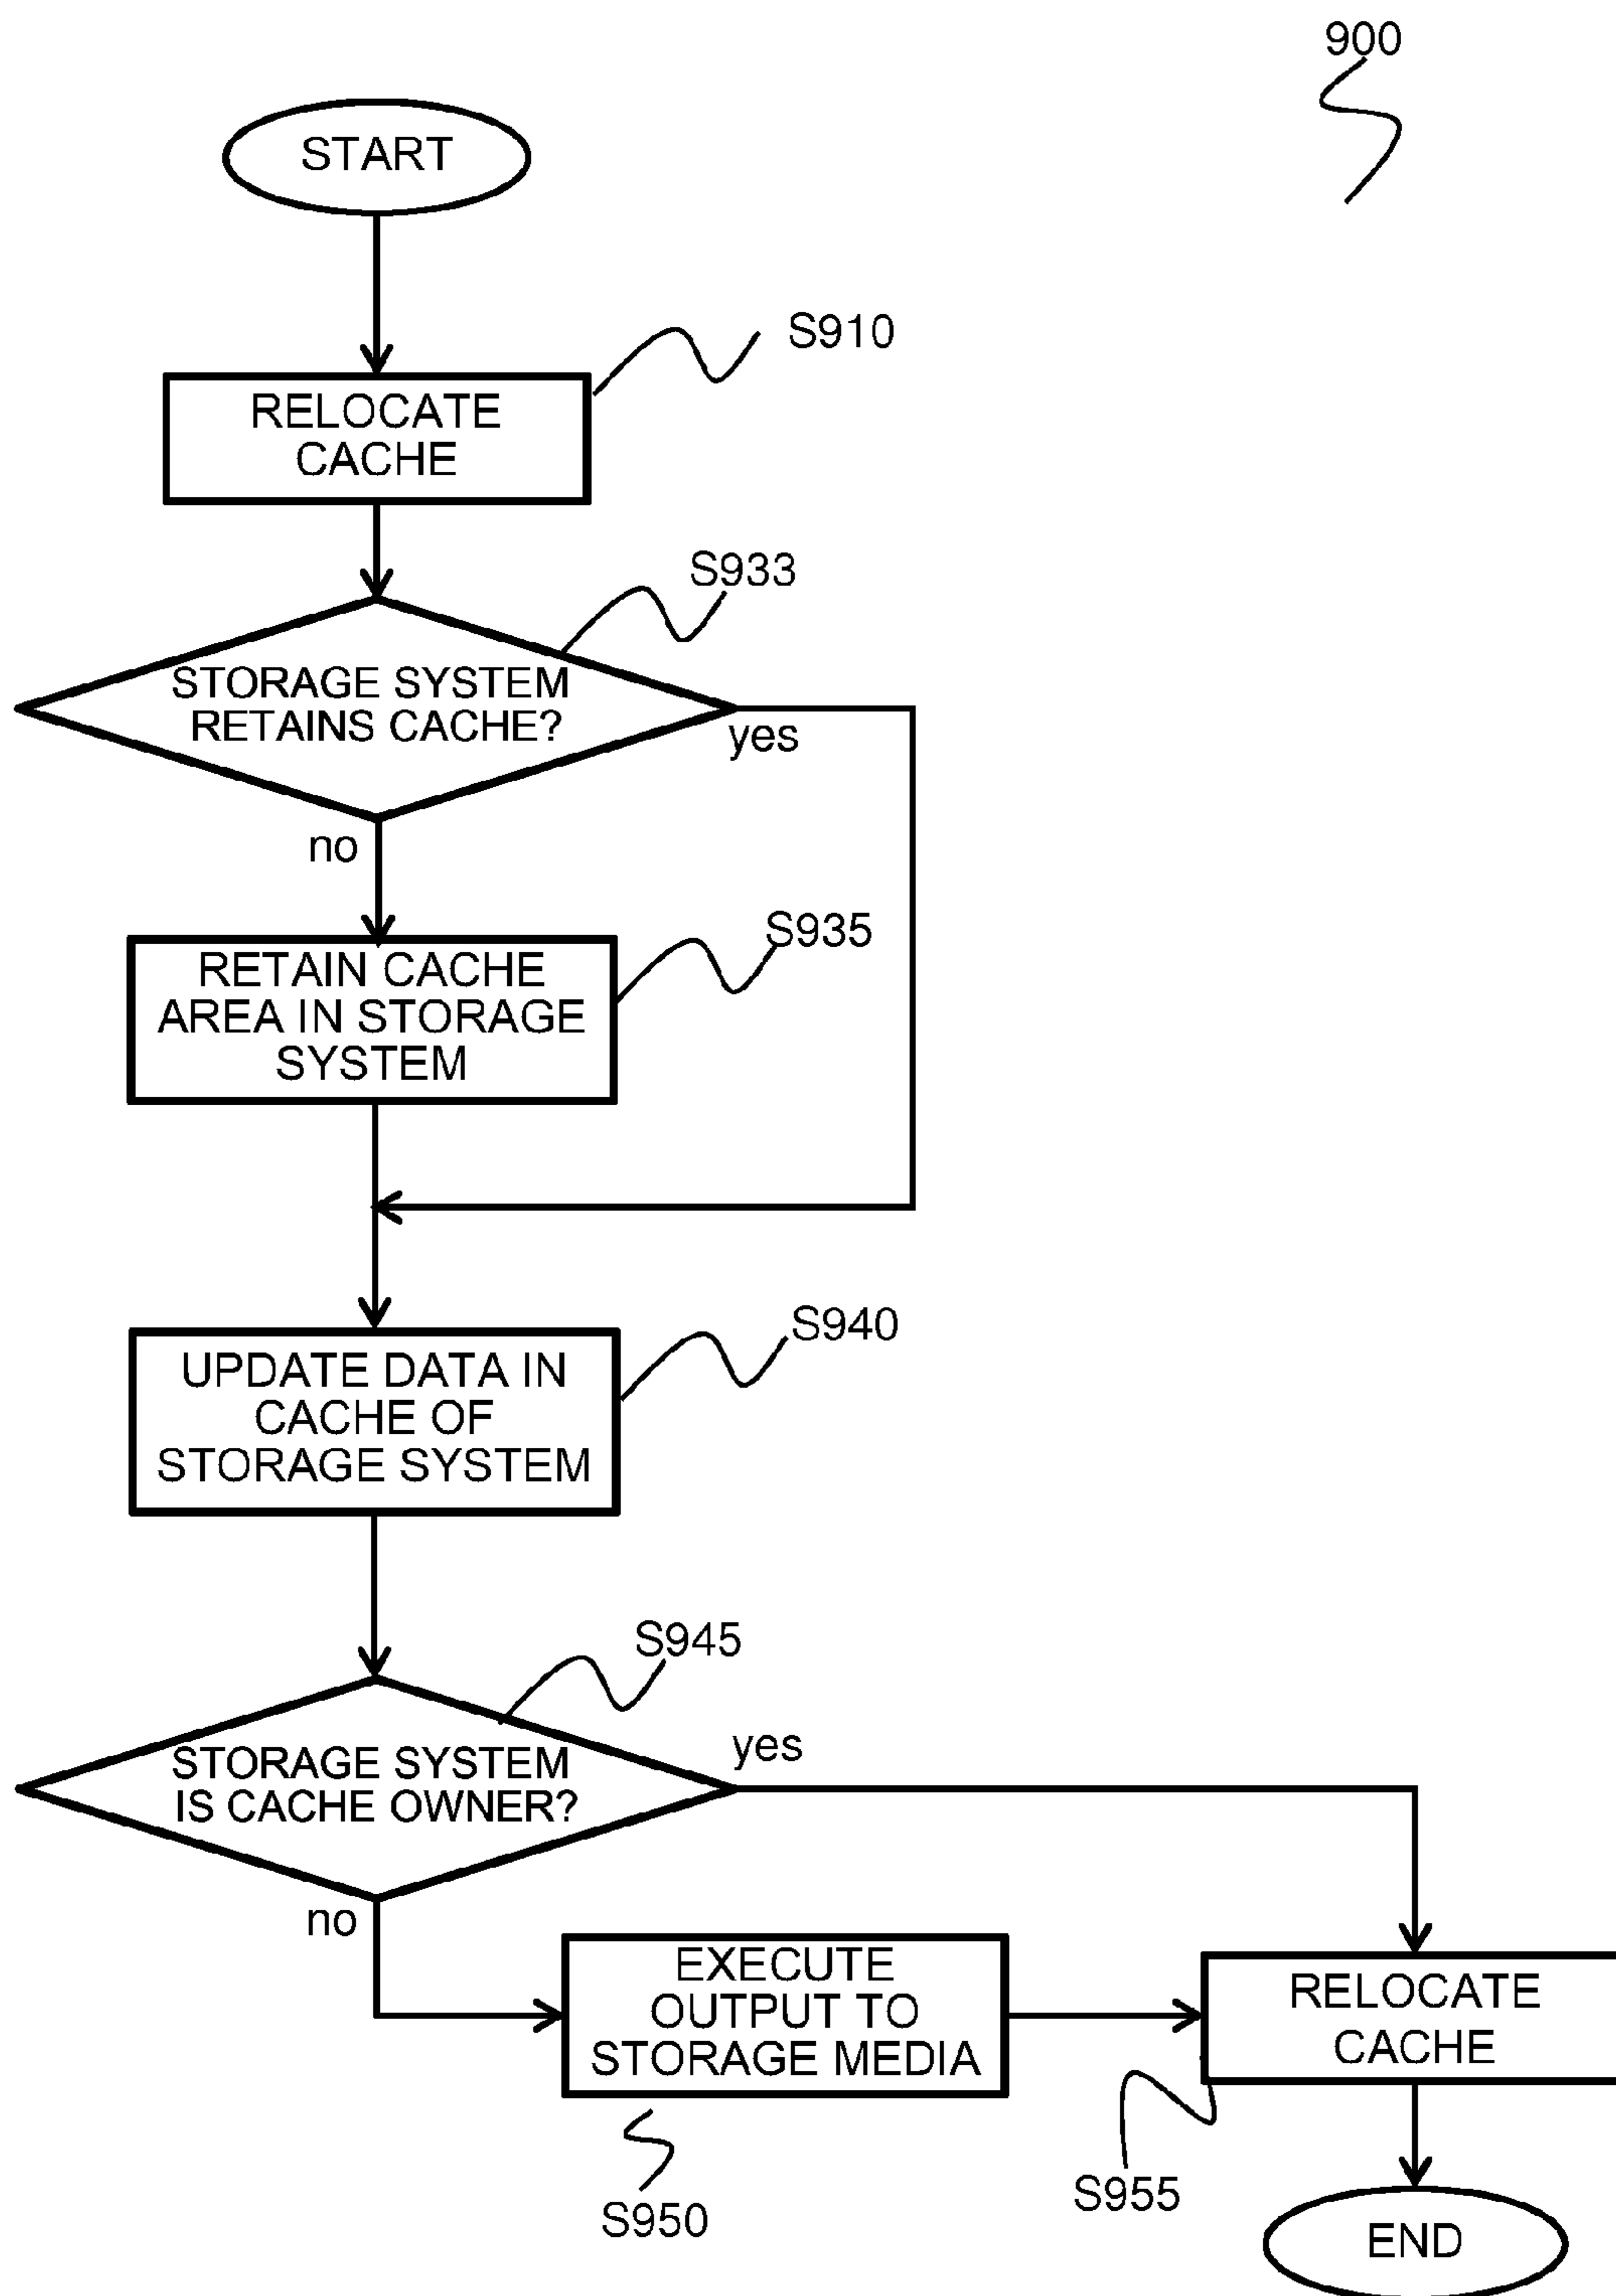 900
START
S910
RELOCATE
CACHE
S933
STORAGE SYSTEM
RETAINS CACHE?
yes
no
S935
RETAIN CACHE
AREA IN STORAGE
SYSTEM
S940
UPDATE DATA IN
CACHE OF
STORAGE SYSTEM
S945
yes
STORAGE SYSTEM
IS CACHE OWNER?
no
EXECUTE
OUTPUT TO
STORAGE MEDIA
RELOCATE
CACHE
S955
S950
END